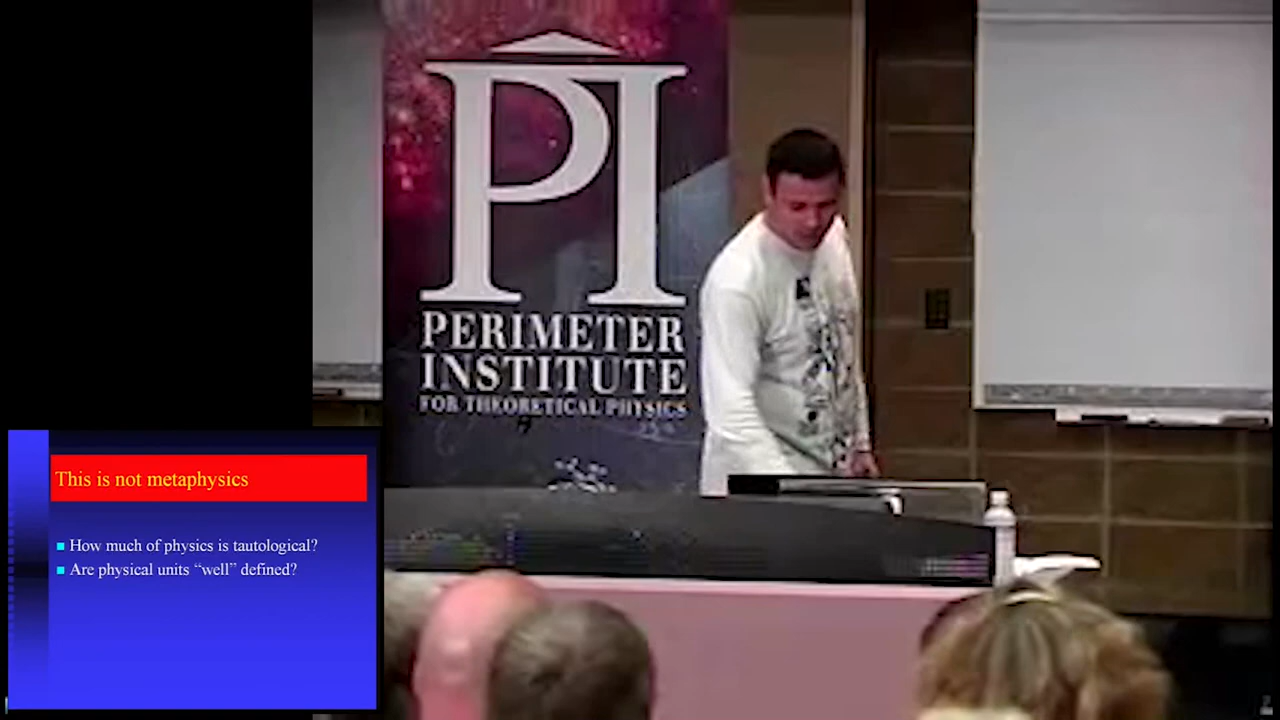 PI
PERIMETER
INSTITUTE
FOR THEORETICAL PHYSICS
This is not metaphysics
How much of physics is tautological?
Are physical units “well” defined?